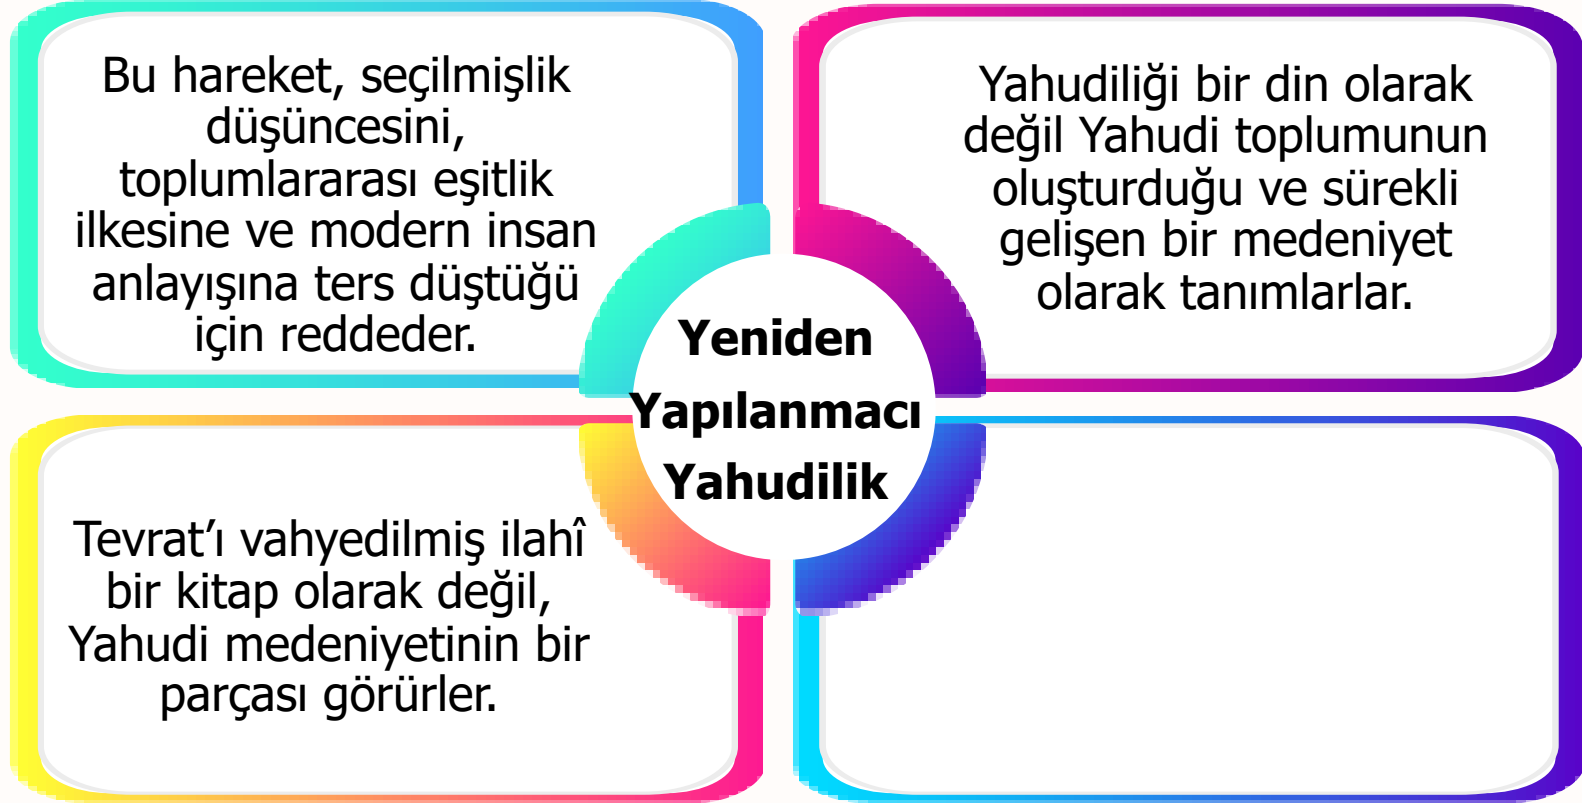 Bu hareket, seçilmişlik
düşüncesini,
toplumlararası eşitlik
ilkesine ve modern insan
anlayışına ters düştüğü
için reddeder.
Yahudiliği bir din olarak
değil Yahudi toplumunun
oluşturduğu ve sürekli
gelişen bir medeniyet
olarak tanımlarlar.
Yeniden
Yapılanmacı
Yahudilik
Tevrat’ı vahyedilmiş ilahî
bir kitap olarak değil,
Yahudi medeniyetinin bir
parçası görürler.